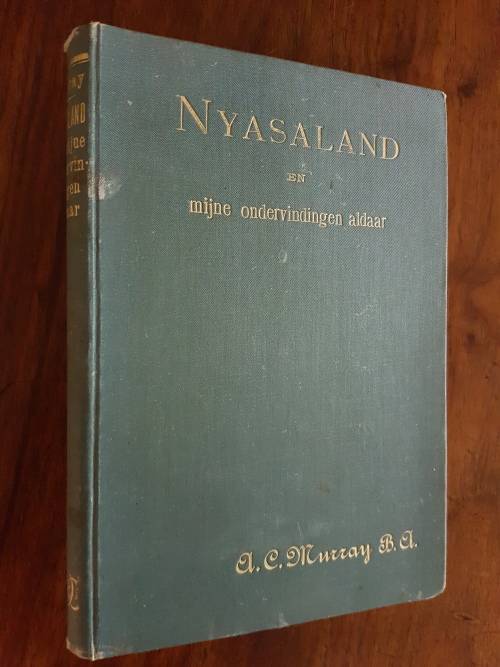 NYASALAND
EN
mijne ondervindingen aldaar
A. C. Murray B. A.